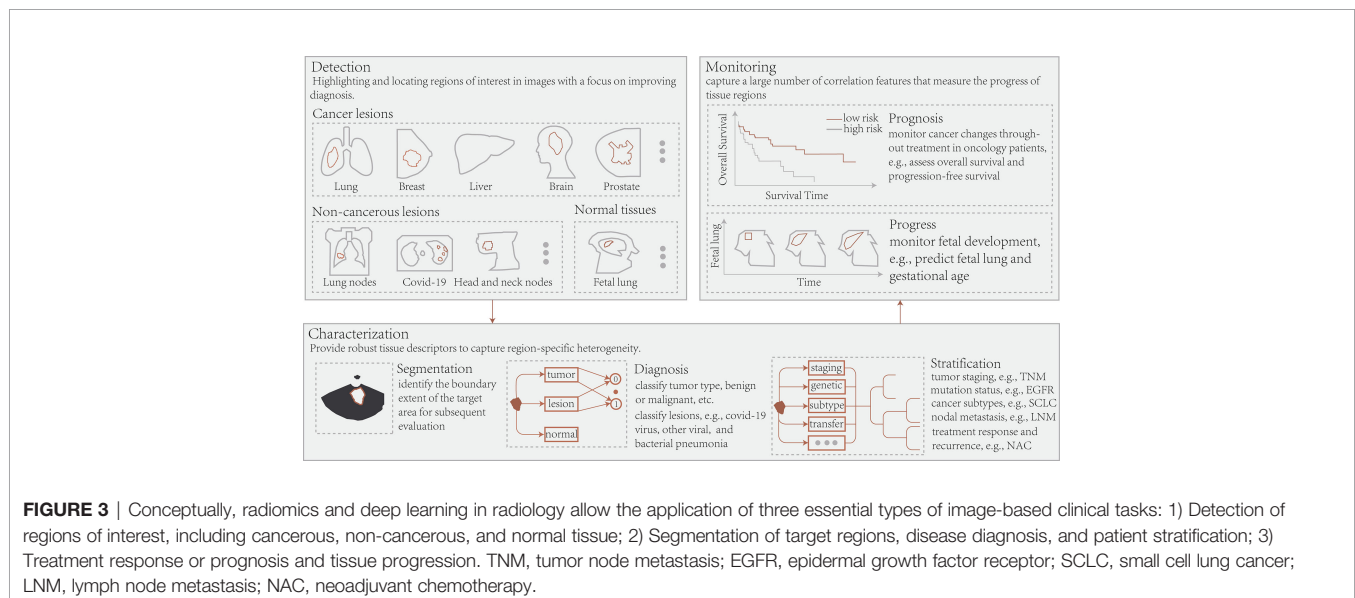 Detection
Highlighting and locating regions of interest in images with a focus on improving
diagnosis.
Cancer lesions
Lung
Breast
Liver
Brain
Prostate
Non-cancerous lesions
Normal tissues
Lung nodes
Covid-19
Head and neck nodes
Fetal lung
Monitoring
capture a large number of correlation features that measure the progress of
tissue regions
Overall Survival
low risk
high risk
Survival Time
Prognosis
monitor cancer changes through-
out treatment in oncology patients,
e.g., assess overall survival and
progression-free survival
Fetal lung
Time
Progress
monitor fetal development,
e.g., predict fetal lung and
gestational age
Characterization
Provide robust tissue descriptors to capture region-specific heterogeneity.
Segmentation
identify the boundary
extent of the target
area for subsequent
evaluation
tumor
lesion
normal
0
1
Diagnosis
classify tumor type, benign
or malignant, etc.
classify lesions, e.g., covid-19
virus, other viral, and
bacterial pneumonia
staging
genetic
subtype
transfer
Stratification
tumor staging, e.g., TNM
mutation status, e.g., EGFR
cancer subtypes, e.g., SCLC
nodal metastasis, e.g., LNM
treatment response and
recurrence, e.g., NAC
FIGURE 3 | Conceptually, radiomics and deep learning in radiology allow the application of three essential types of image-based clinical tasks: 1) Detection of
regions of interest, including cancerous, non-cancerous, and normal tissue; 2) Segmentation of target regions, disease diagnosis, and patient stratification; 3)
Treatment response or prognosis and tissue progression. TNM, tumor node metastasis; EGFR, epidermal growth factor receptor; SCLC, small cell lung cancer;
LNM, lymph node metastasis; NAC, neoadjuvant chemotherapy.